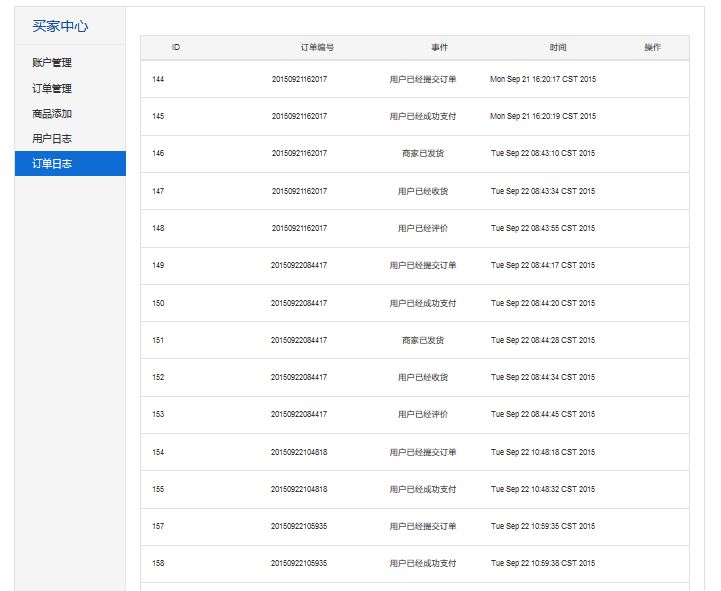 买家中心
账户管理
订单管理
商品添加
用户日志
订单日志
ID 订单编号 事件 时间 操作
144 20150921162017 用户已经提交订单 Mon Sep 21 16:20:17 CST 2015
145 20150921162017 用户已经成功支付 Mon Sep 21 16:20:19 CST 2015
146 20150921162017 商家已发货 Tue Sep 22 08:43:10 CST 2015
147 20150921162017 用户已经收货 Tue Sep 22 08:43:34 CST 2015
148 20150921162017 用户已经评价 Tue Sep 22 08:43:55 CST 2015
149 20150922084417 用户已经提交订单 Tue Sep 22 08:44:17 CST 2015
150 20150922084417 用户已经成功支付 Tue Sep 22 08:44:20 CST 2015
151 20150922084417 商家已发货 Tue Sep 22 08:44:28 CST 2015
152 20150922084417 用户已经收货 Tue Sep 22 08:44:34 CST 2015
153 20150922084417 用户已经评价 Tue Sep 22 08:44:45 CST 2015
154 20150922104818 用户已经提交订单 Tue Sep 22 10:48:18 CST 2015
155 20150922104818 用户已经成功支付 Tue Sep 22 10:48:32 CST 2015
157 20150922105935 用户已经提交订单 Tue Sep 22 10:59:35 CST 2015
158 20150922105935 用户已经成功支付 Tue Sep 22 10:59:38 CST 2015